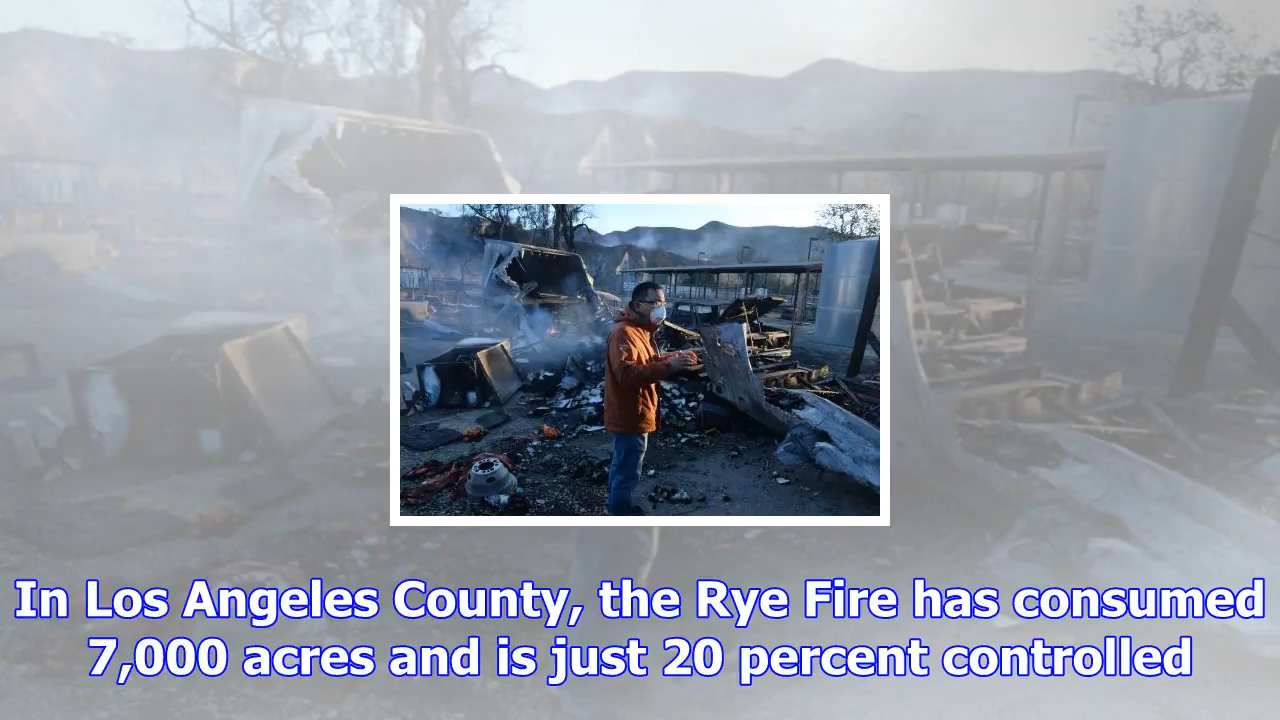 In Los Angeles County, the Rye Fire has consumed
7,000 acres and is just 20 percent controlled